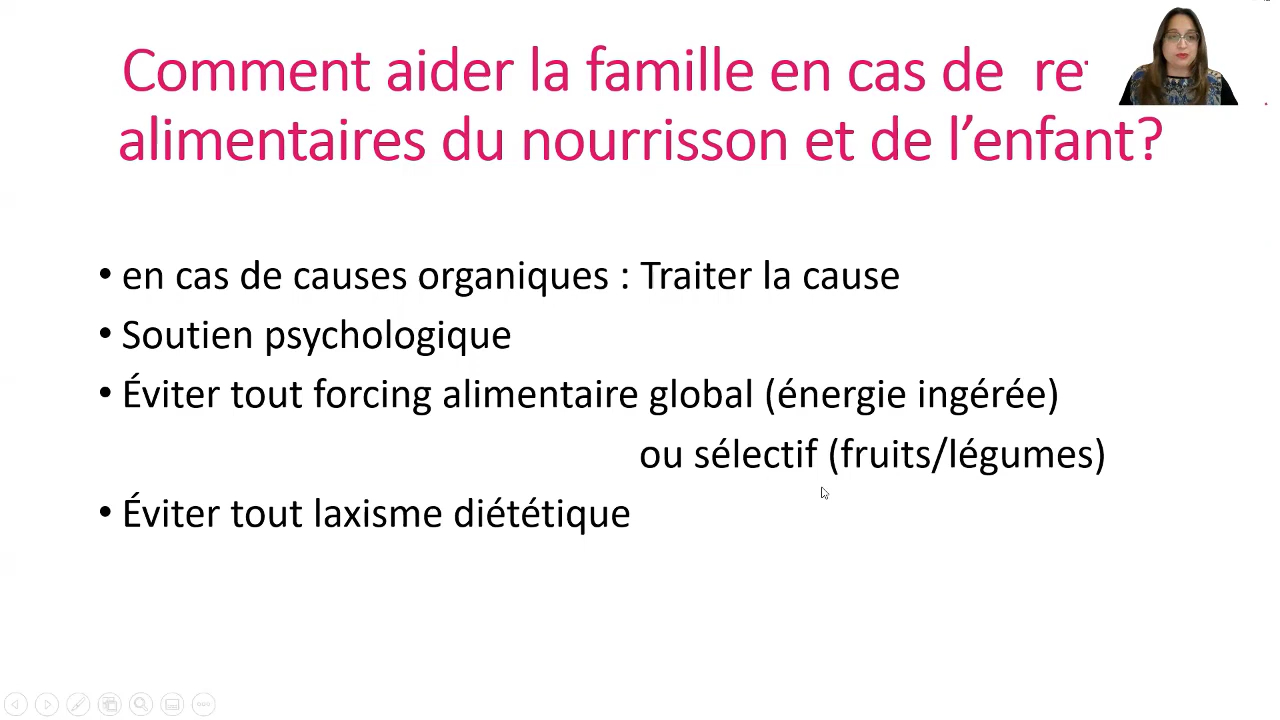 Comment aider la famille en cas de
alimentaires du nourrisson et de l’enfant?
• en cas de causes organiques : Traiter la cause
• Soutien psychologique
• Éviter tout forcing alimentaire global (énergie ingérée)
ou sélectif (fruits/légumes)
• Éviter tout laxisme diététique